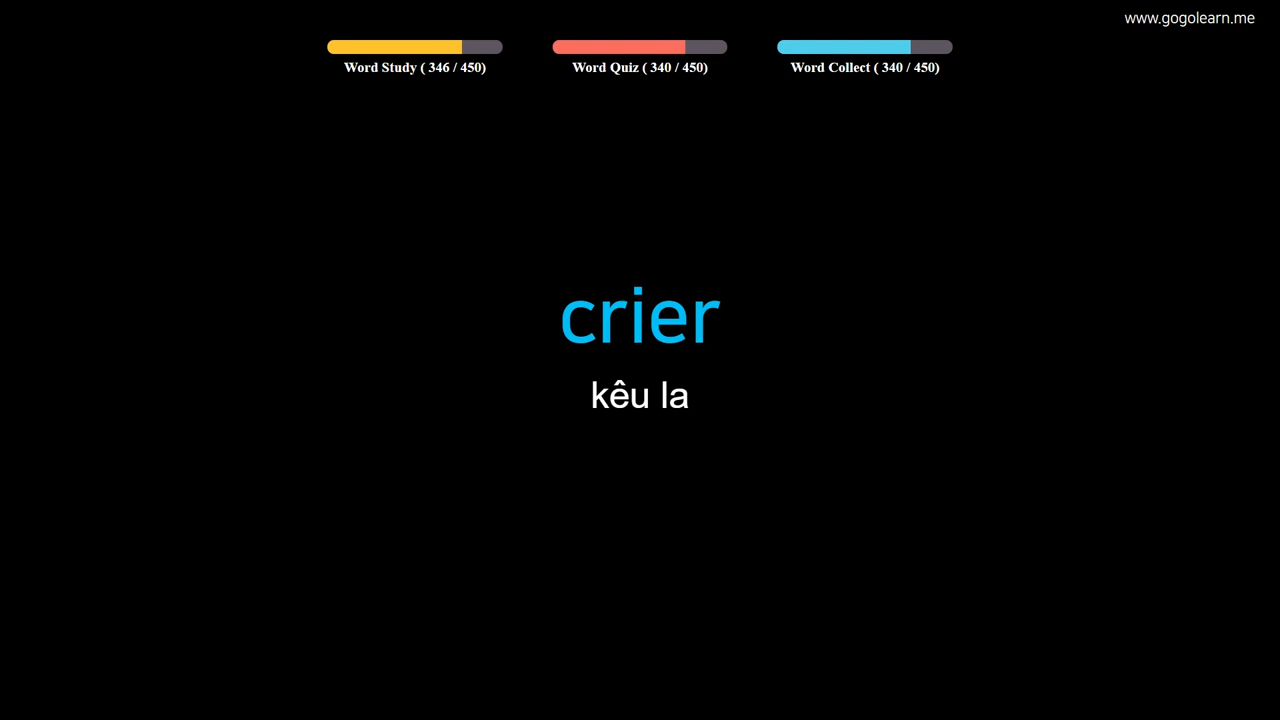 www.gogolearn.me
Word Study ( 346 / 450)
Word Quiz ( 340 / 450)
Word Collect ( 340 / 450)
crier
kêu la